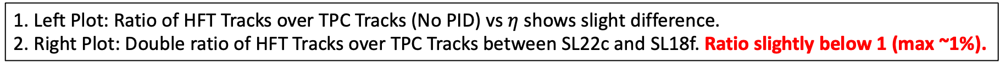 1. Left Plot: Ratio of HFT Tracks over TPC Tracks (No PID) vs η shows slight difference.
2. Right Plot: Double ratio of HFT Tracks over TPC Tracks between SL22c and SL18f. Ratio slightly below 1 (max ~1%).